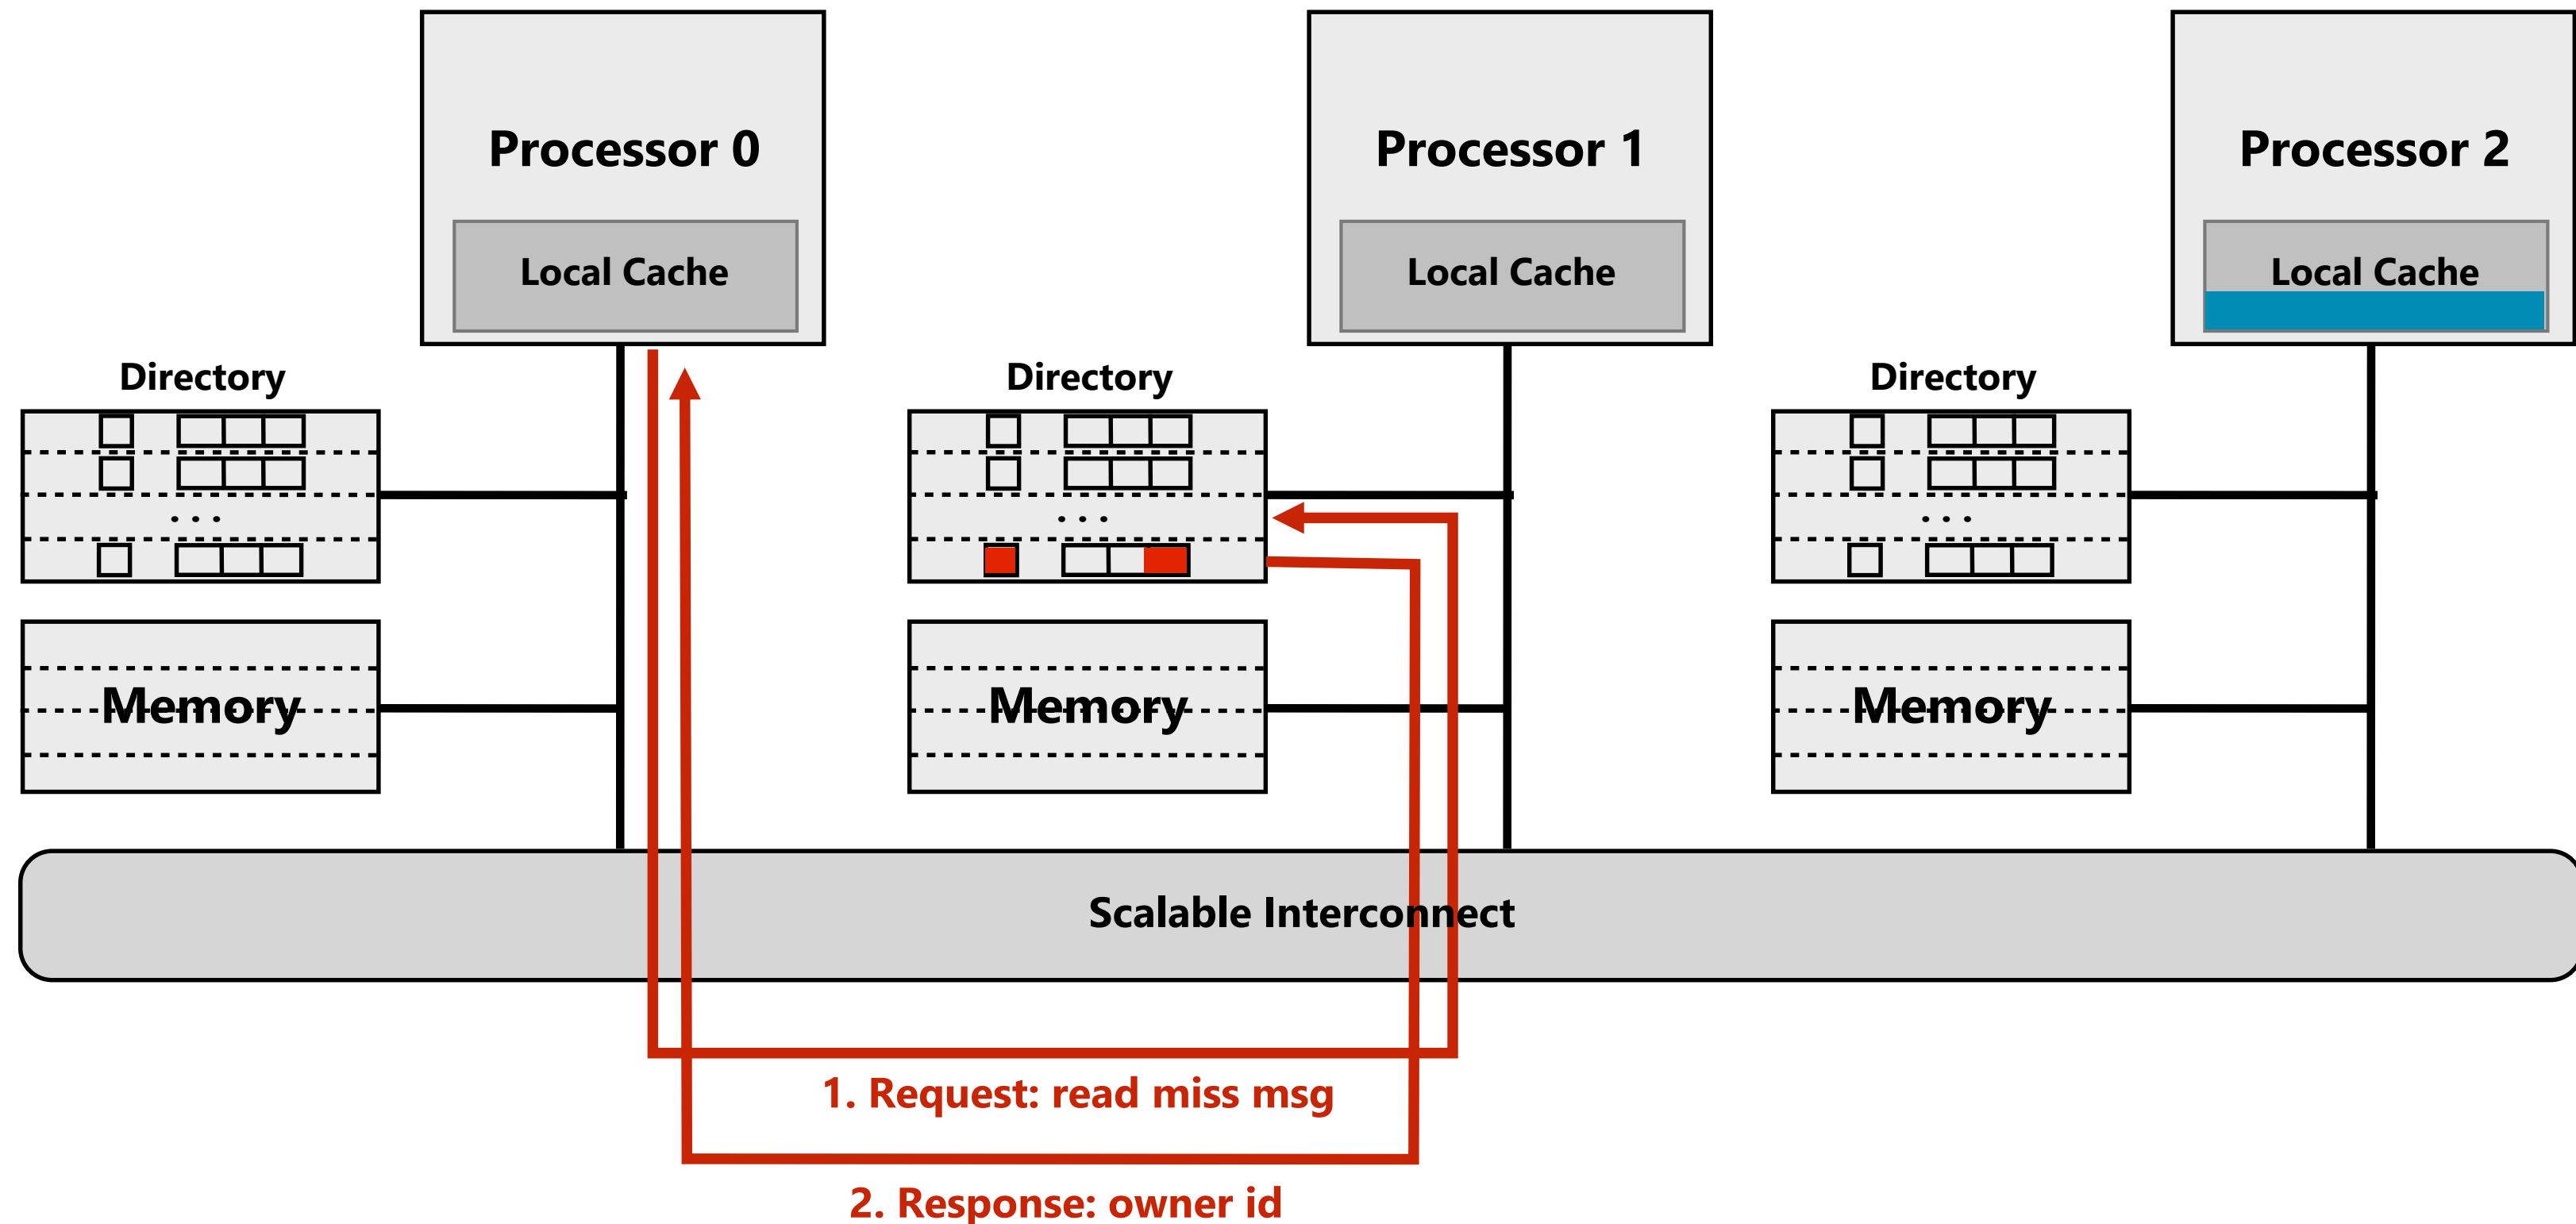 Processor 0
Processor 1
Processor 2
Local Cache
Local Cache
Local Cache
Directory
Directory
Directory
. . .
. . .
. . .
Memory
Memory
Memory
Scalable Interconnect
1. Request: read miss msg
2. Response: owner id